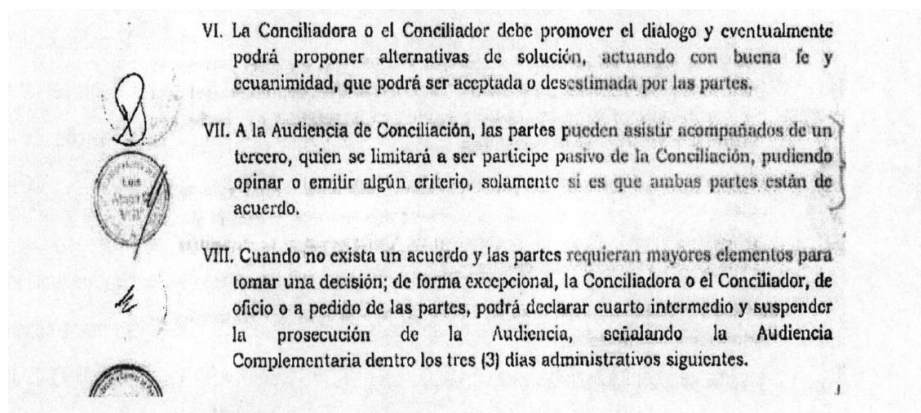 VI. La Conciliadora o el Conciliador debe promover el dialogo y eventualmente
podrá proponer alternativas de solución, actuando con buena fe y
ecuanimidad, que podrá ser aceptada o desestimada por las partes.
VII. A la Audiencia de Conciliación, las partes pueden asistir acompañados de un
tercero, quien se limitará a ser participe pasivo de la Conciliación, pudiendo
opinar o emitir algún criterio, solamente si es que ambas partes están de
acuerdo.
VIII. Cuando no exista un acuerdo y las partes requieran mayores elementos para
tomar una decisión; de forma excepcional, la Conciliadora o el Conciliador, de
oficio o a pedido de las partes, podrá declarar cuarto intermedio y suspender
la prosecución de la Audiencia, señalando la Audiencia
Complementaria dentro los tres (3) días administrativos siguientes.